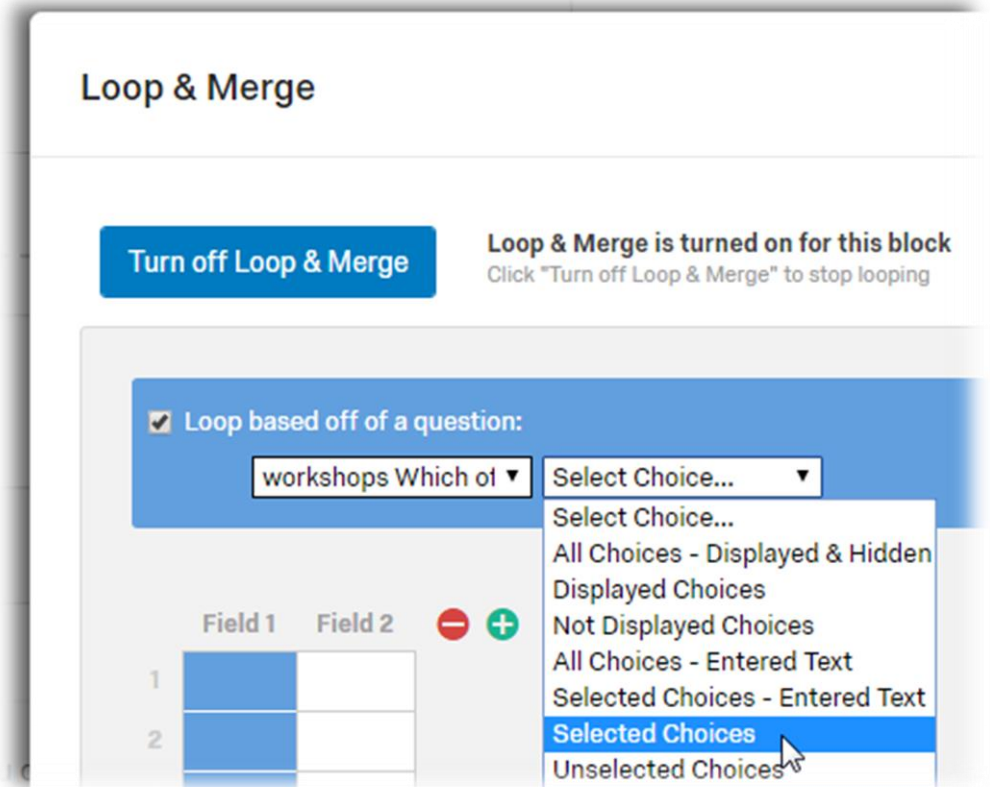 Loop & Merge
Turn off Loop & Merge
Loop & Merge is turned on for this block
Click "Turn off Loop & Merge" to stop looping
Loop based off of a question:
workshops Which of
Select Choice...
Select Choice...
All Choices - Displayed & Hidden
Displayed Choices
Not Displayed Choices
All Choices - Entered Text
Selected Choices - Entered Text
Selected Choices
Unselected Choices
Field 1 Field 2
1
2